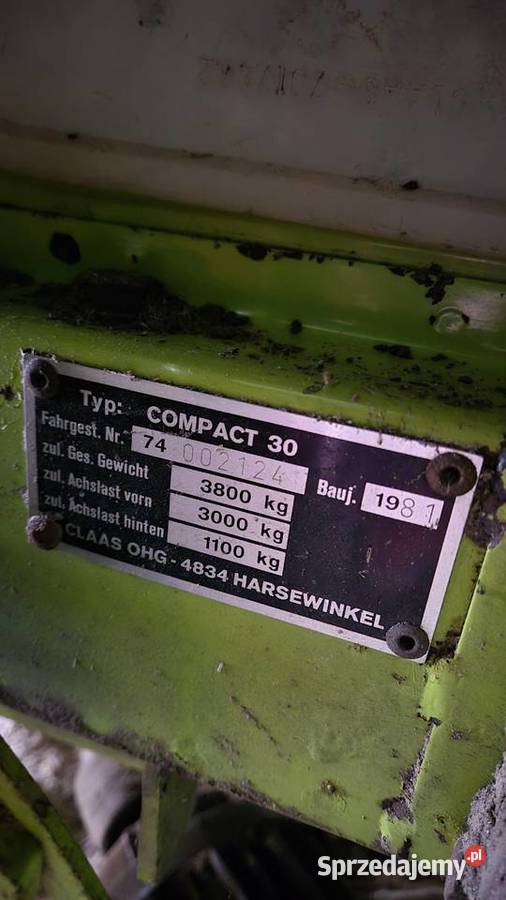 Typ: COMPACT 30
Fahrgest. Nr. 74 002124 Bauj. 1981
zul. Ges. Gewicht 3800 kg
zul. Achslast vorn 3000 kg
zul. Achslast hinten 1100 kg
CLAAS OHG - 4834 HARSEWINKEL
Sprzedajemy.pl